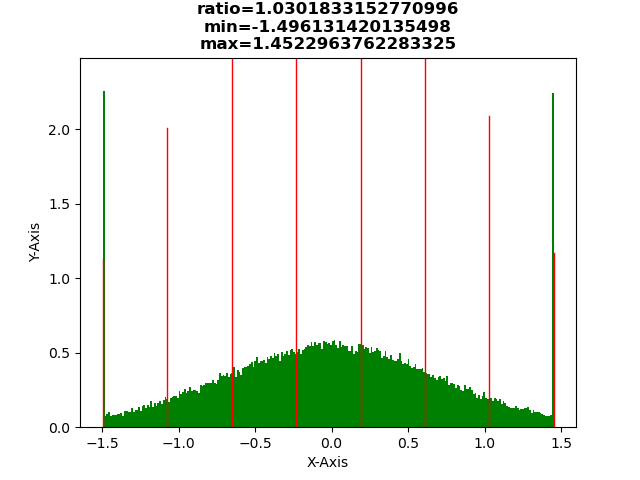 ratio=1.0301833152770996
min=-1.496131420135498
max=1.4522963762283325
2.0
1.5
1.0
0.5
0.0
Y-Axis
−1.5 −1.0 −0.5 0.0 0.5 1.0 1.5
X-Axis